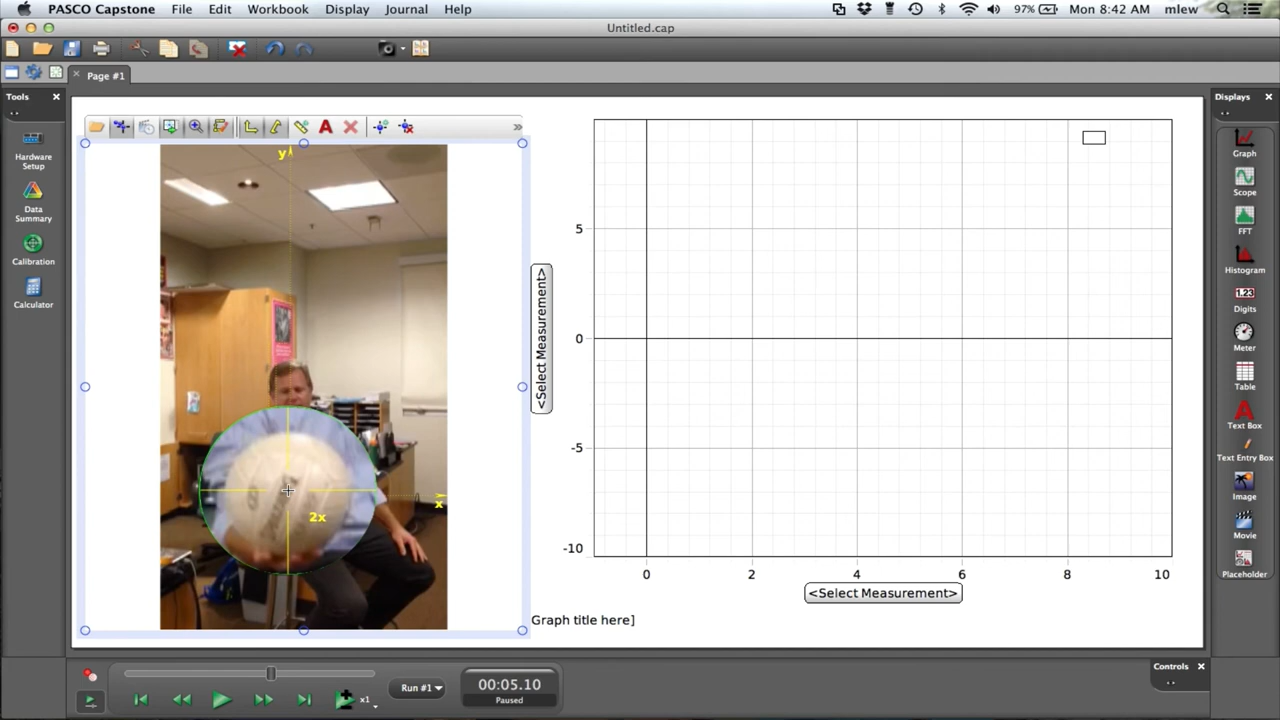 PASCO Capstone File Edit Workbook Display Journal Help 97% Mon 8:42 AM mlew
Untitled.cap
Page #1
Tools
Displays
Hardware Setup
Data Summary
Calibration
Calculator
y
x
2x
<Select Measurement>
5
0
-5
-10
0 2 4 6 8 10
<Select Measurement>
Graph title here]
Graph
Scope
FFT
Histogram
1.23
Digits
Meter
Table
A
Text Box
Text Entry Box
Image
Movie
Placeholder
Controls
x1
Run #1
00:05.10
Paused